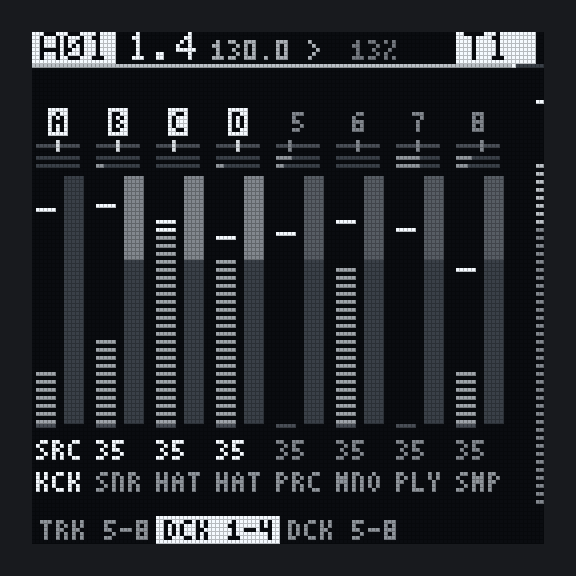 A01 1.4 130.0 > 13% T1
A B C D 5 6 7 8
SRC 35 35 35 35 35 35 35
KCK SNR HAT HAT PRC MNO PLY SMP
TRK 5-8 DCK 1-4 DCK 5-8